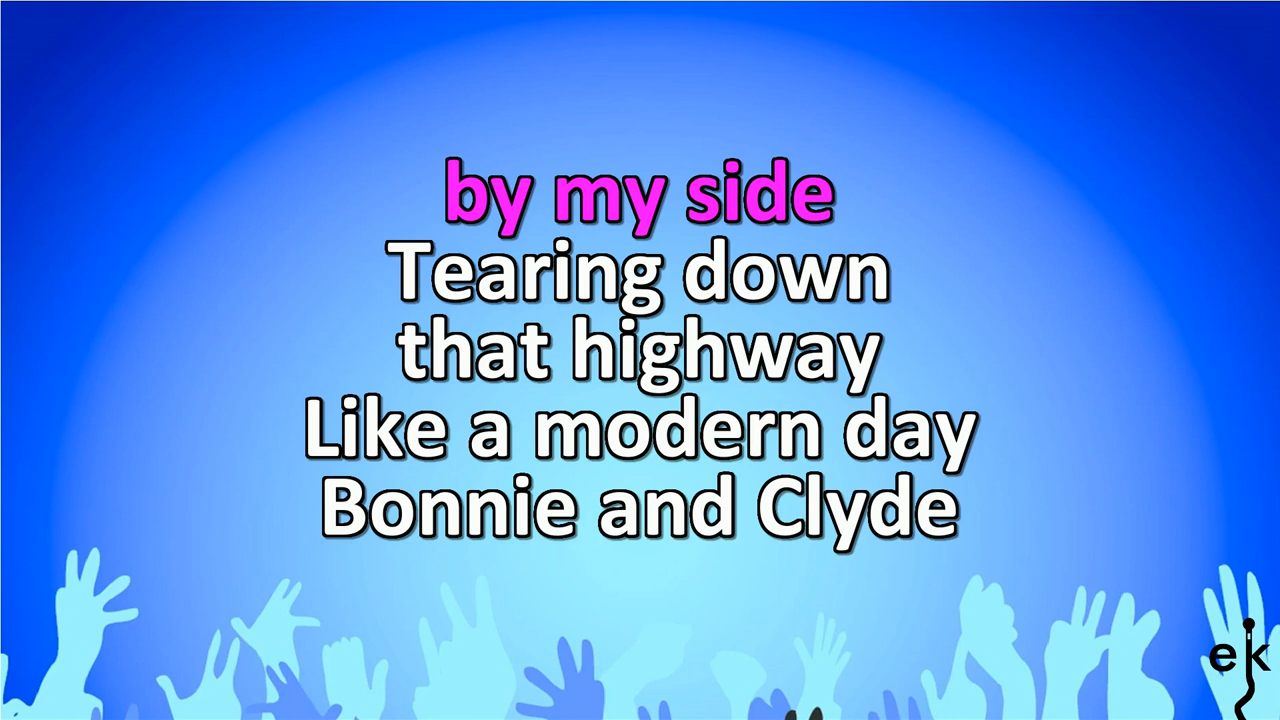 by my side
Tearing down
that highway
Like a modern day
Bonnie and Clyde
ek